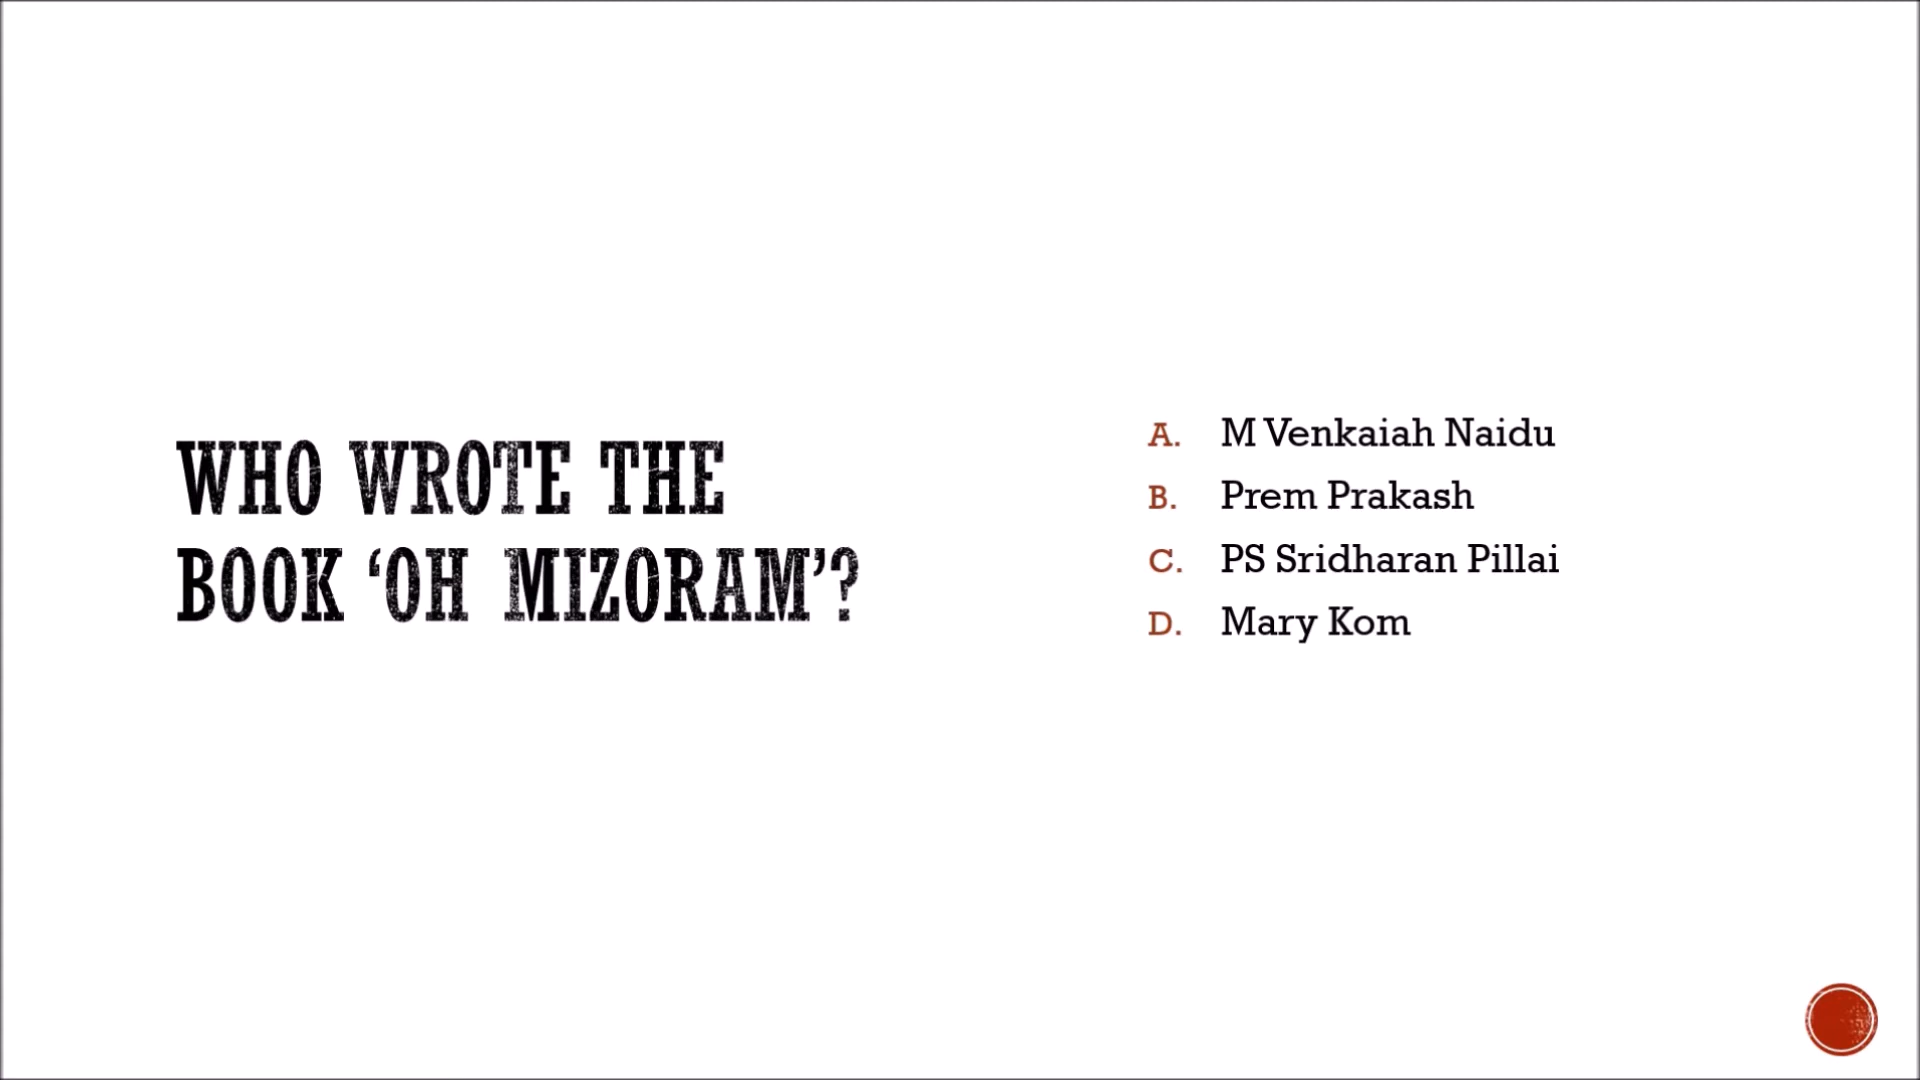 WHO WROTE THE
BOOK ‘OH MIZORAM’?
A. M Venkaiah Naidu
B. Prem Prakash
C. PS Sridharan Pillai
D. Mary Kom